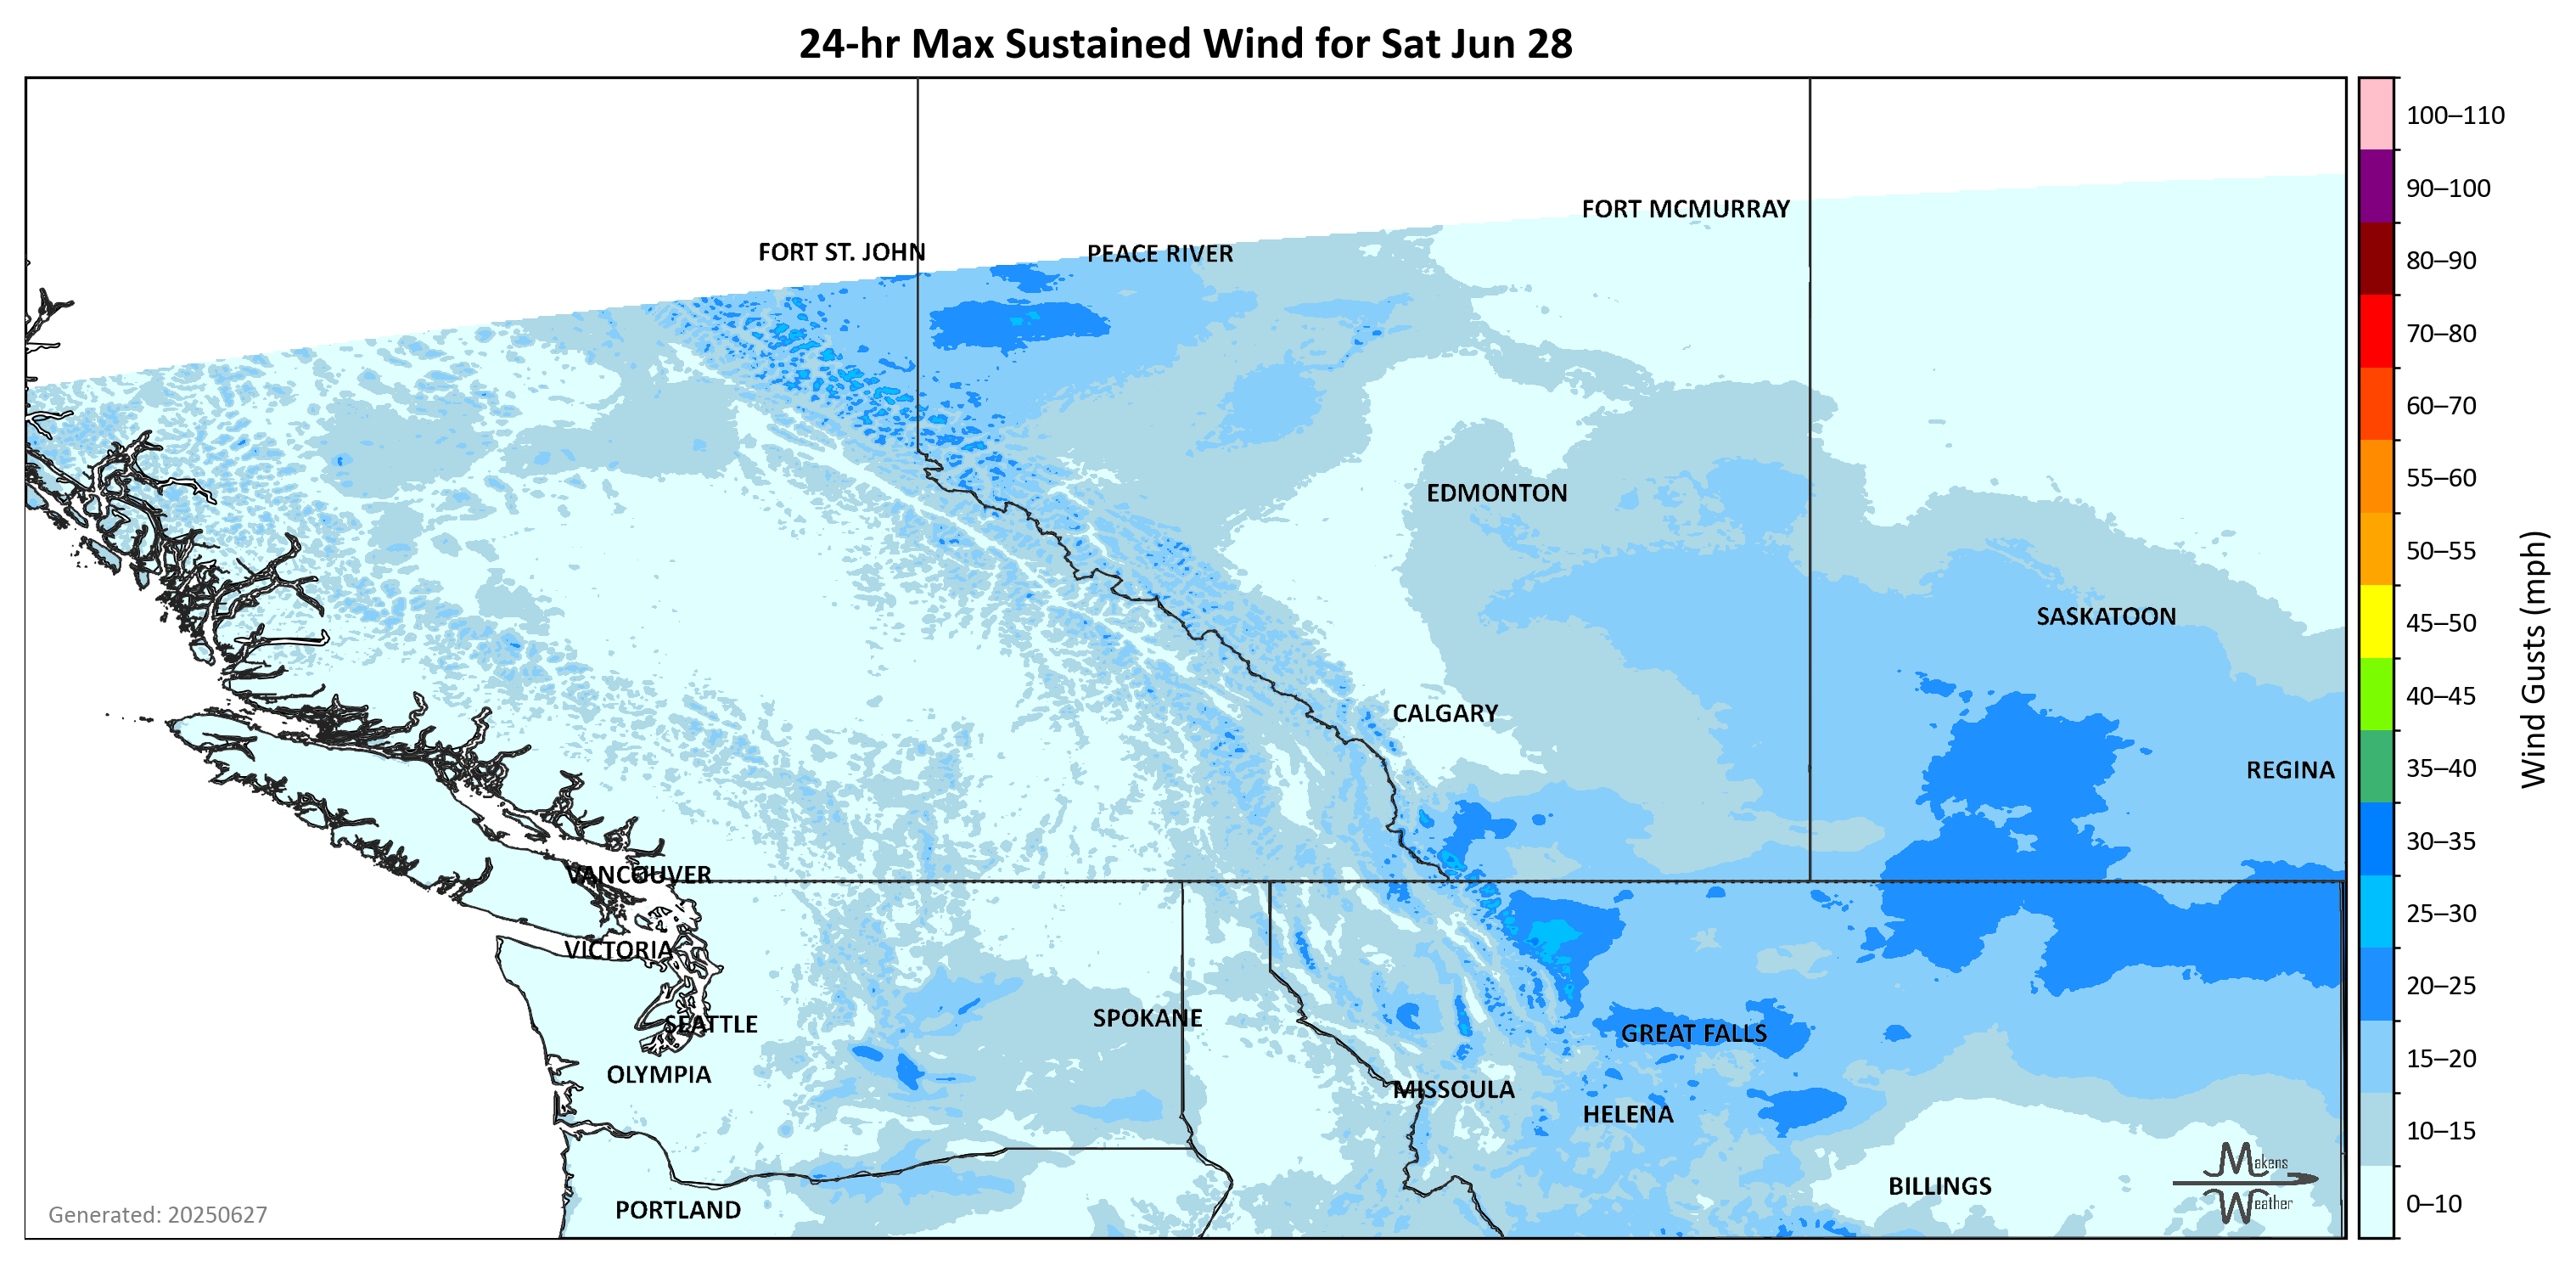 24-hr Max Sustained Wind for Sat Jun 28
100–110
90–100
80–90
70–80
60–70
55–60
50–55
45–50
40–45
35–40
30–35
25–30
20–25
15–20
10–15
0–10
Wind Gusts (mph)
FORT MCMURRAY
FORT ST. JOHN
PEACE RIVER
EDMONTON
SASKATOON
CALGARY
REGINA
VANCOUVER
VICTORIA
SEATTLE
SPOKANE
GREAT FALLS
OLYMPIA
MISSOULA
HELENA
BILLINGS
PORTLAND
Makens
Weather
Generated: 20250627